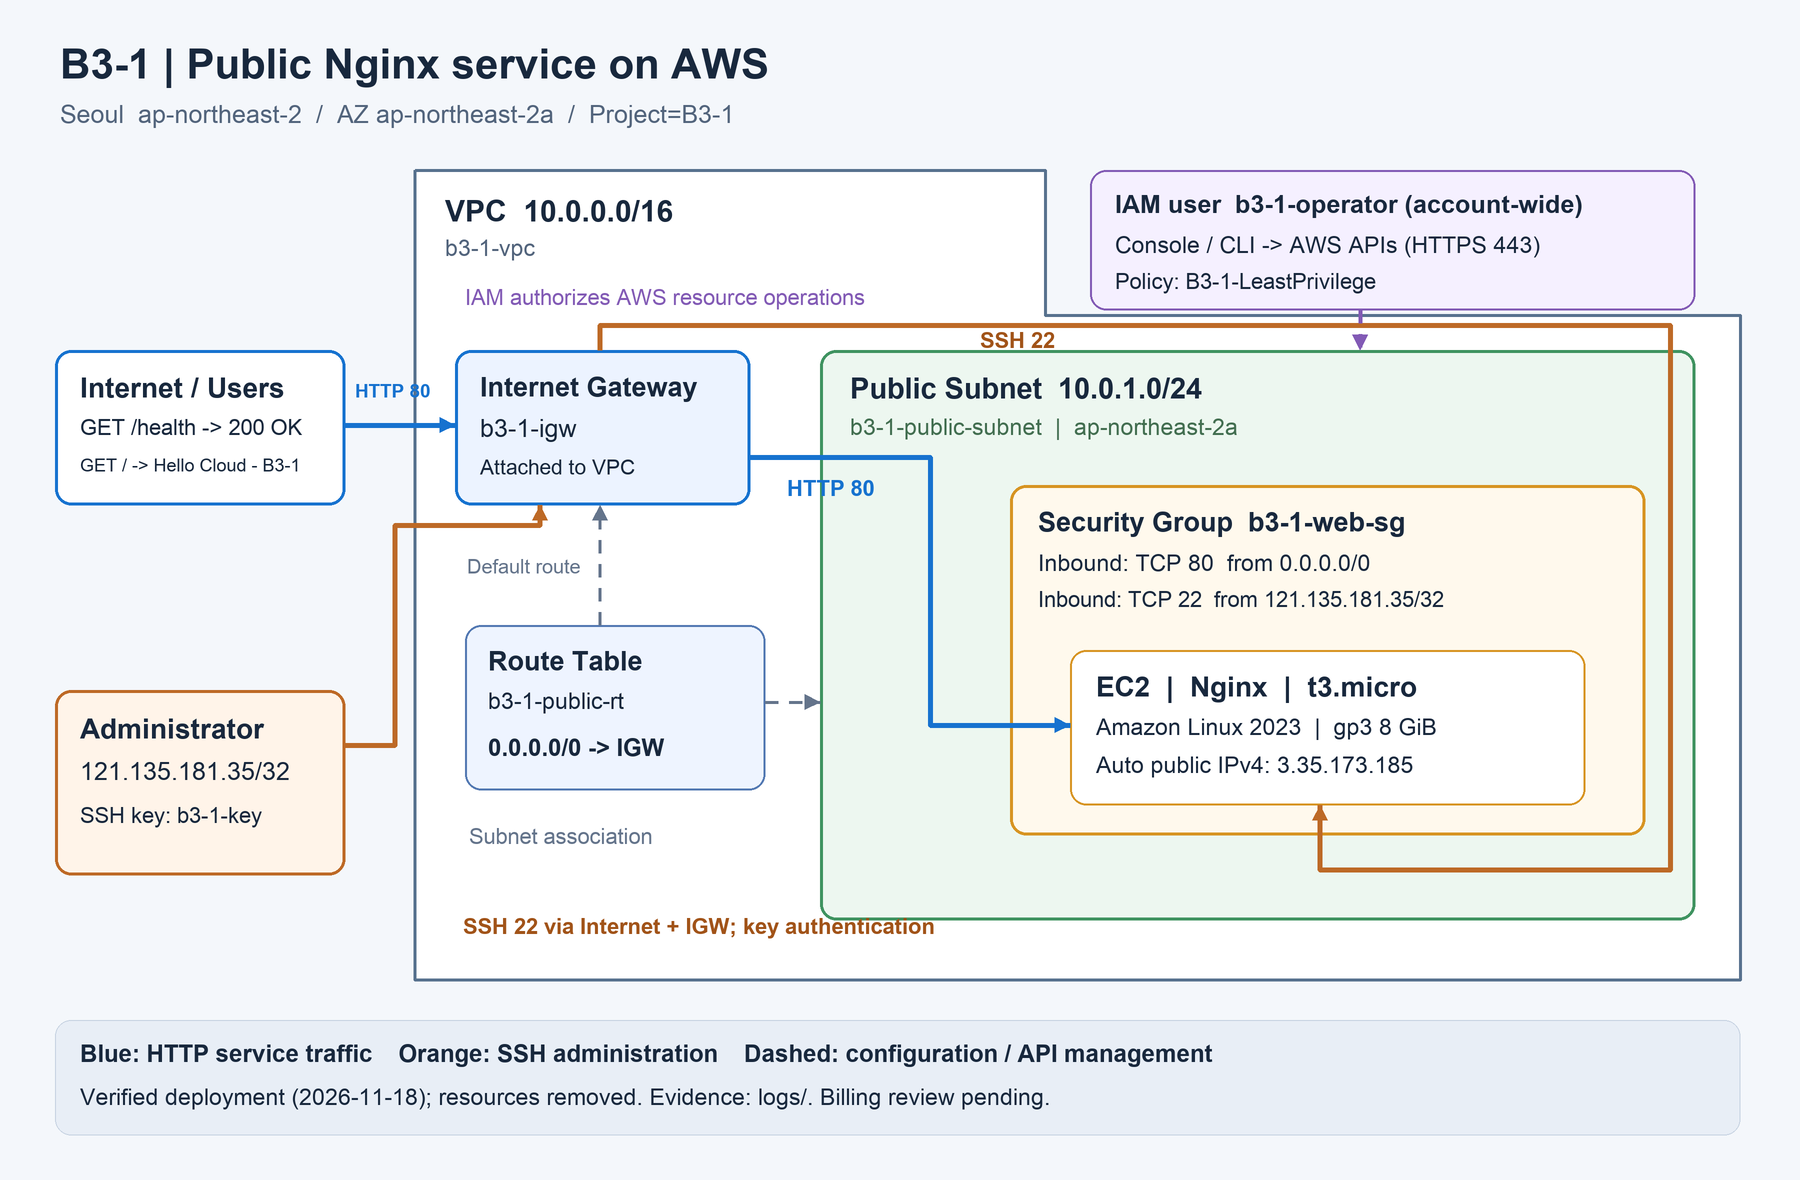 B3-1 | Public Nginx service on AWS
Seoul  ap-northeast-2  /  AZ ap-northeast-2a  /  Project=B3-1
VPC  10.0.0.0/16
b3-1-vpc
IAM authorizes AWS resource operations
IAM user  b3-1-operator (account-wide)
Console / CLI -> AWS APIs (HTTPS 443)
Policy: B3-1-LeastPrivilege
SSH 22
Internet / Users
GET /health -> 200 OK
GET / -> Hello Cloud - B3-1
HTTP 80
Internet Gateway
b3-1-igw
Attached to VPC
HTTP 80
Public Subnet  10.0.1.0/24
b3-1-public-subnet  |  ap-northeast-2a
Security Group  b3-1-web-sg
Inbound: TCP 80  from 0.0.0.0/0
Inbound: TCP 22  from 121.135.181.35/32
Default route
Route Table
b3-1-public-rt
0.0.0.0/0 -> IGW
EC2  |  Nginx  |  t3.micro
Amazon Linux 2023  |  gp3 8 GiB
Auto public IPv4: 3.35.173.185
Administrator
121.135.181.35/32
SSH key: b3-1-key
Subnet association
SSH 22 via Internet + IGW; key authentication
Blue: HTTP service traffic    Orange: SSH administration    Dashed: configuration / API management
Verified deployment (2026-11-18); resources removed. Evidence: logs/. Billing review pending.